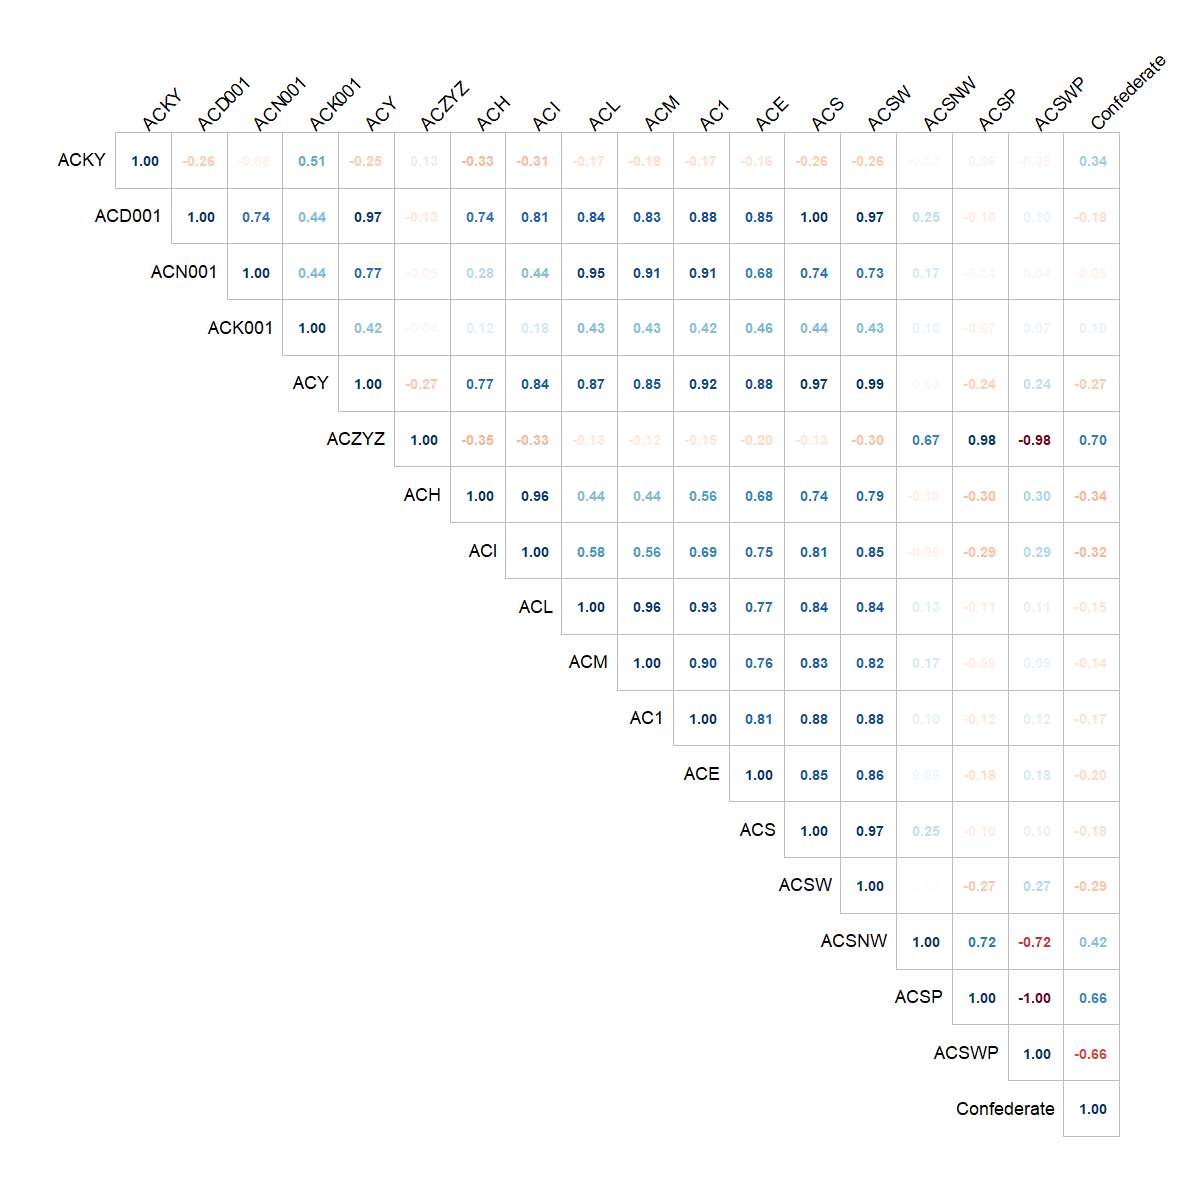 ACKY ACD001 ACN001 ACK001 ACY ACZYZ ACH ACI ACL ACM AC1 ACE ACS ACSW ACSNW ACSP ACSWP Confederate
ACKY 1.00 -0.26 -0.08 0.51 -0.25 0.13 -0.33 -0.31 -0.17 -0.18 -0.17 -0.16 -0.26 -0.26 0.06 0.34
ACD001 1.00 0.74 0.44 0.97 -0.13 0.74 0.81 0.84 0.83 0.88 0.85 1.00 0.97 0.25 -0.10 0.10 -0.18
ACN001 1.00 0.44 0.77 -0.05 0.28 0.44 0.95 0.91 0.91 0.68 0.74 0.73 0.17 -0.04 0.04 -0.06
ACK001 1.00 0.42 -0.04 0.12 0.18 0.43 0.43 0.42 0.46 0.44 0.43 0.10 -0.07 0.07 0.10
ACY 1.00 -0.27 0.77 0.84 0.87 0.85 0.92 0.88 0.97 0.99 -0.24 0.24 -0.27
ACZYZ 1.00 -0.35 -0.33 -0.13 -0.12 -0.15 -0.20 -0.13 -0.30 0.67 0.98 -0.98 0.70
ACH 1.00 0.96 0.44 0.44 0.56 0.68 0.74 0.79 -0.10 -0.30 0.30 -0.34
ACI 1.00 0.58 0.56 0.69 0.75 0.81 0.85 -0.09 -0.29 0.29 -0.32
ACL 1.00 0.96 0.93 0.77 0.84 0.84 0.13 -0.11 0.11 -0.15
ACM 1.00 0.90 0.76 0.83 0.82 0.17 -0.09 0.09 -0.14
AC1 1.00 0.81 0.88 0.88 0.10 -0.12 0.12 -0.17
ACE 1.00 0.85 0.86 0.06 -0.18 0.18 -0.20
ACS 1.00 0.97 0.25 -0.10 0.10 -0.18
ACSW 1.00 -0.27 0.27 -0.29
ACSNW 1.00 0.72 -0.72 0.42
ACSP 1.00 -1.00 0.66
ACSWP 1.00 -0.66
Confederate 1.00